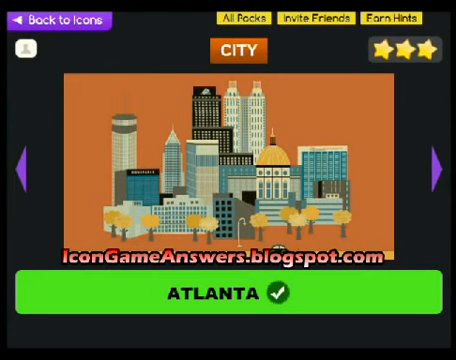 ◄ Back to Icons
All Packs
Invite Friends
Earn Hints
CITY
IconGameAnswers.blogspot.com
ATLANTA